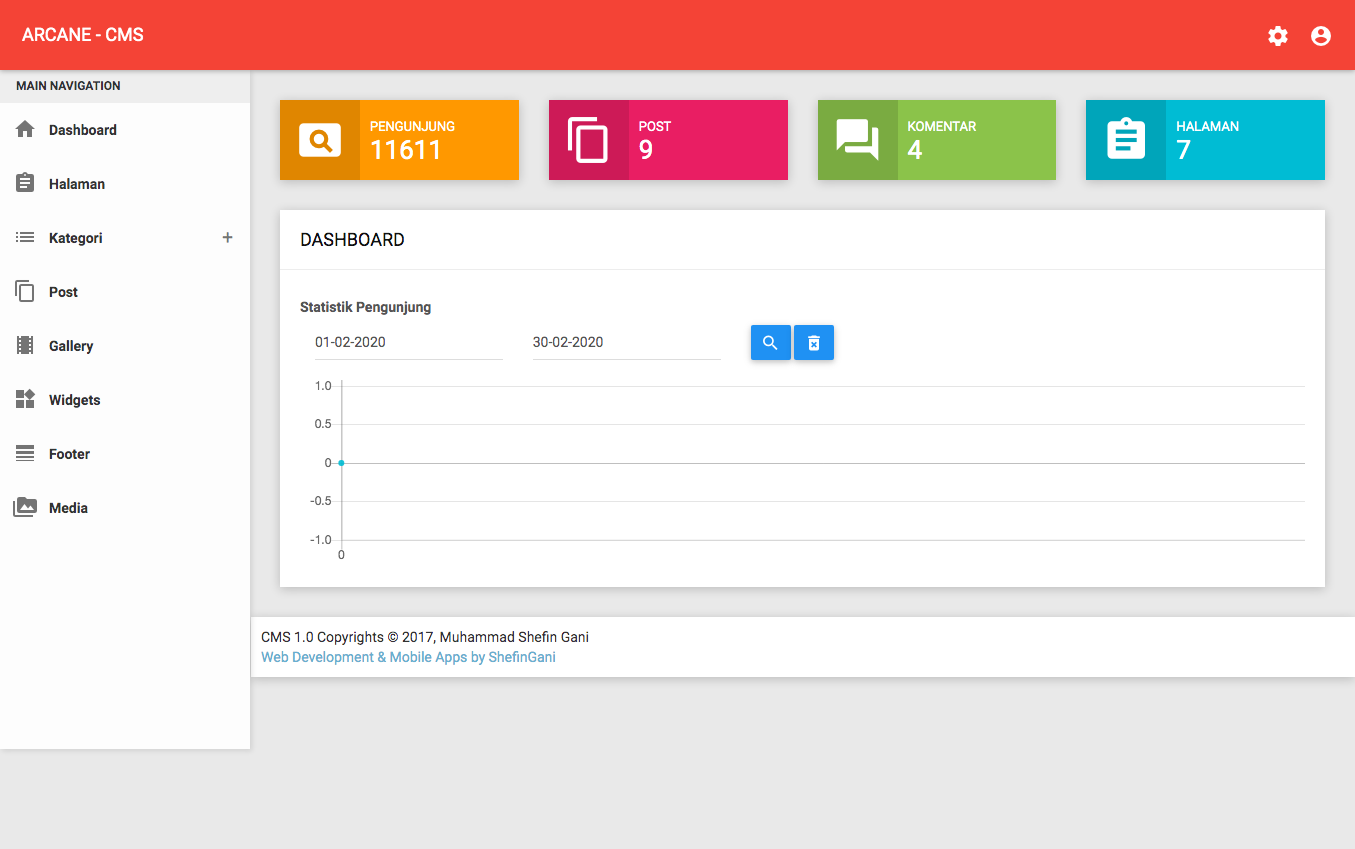 ARCANE - CMS
MAIN NAVIGATION
Dashboard
Halaman
Kategori +
Post
Gallery
Widgets
Footer
Media
PENGUNJUNG
11611
POST
9
KOMENTAR
4
HALAMAN
7
DASHBOARD
Statistik Pengunjung
01-02-2020 30-02-2020
1.0
0.5
0
-0.5
-1.0
0
CMS 1.0 Copyrights © 2017, Muhammad Shefin Gani
Web Development & Mobile Apps by ShefinGani